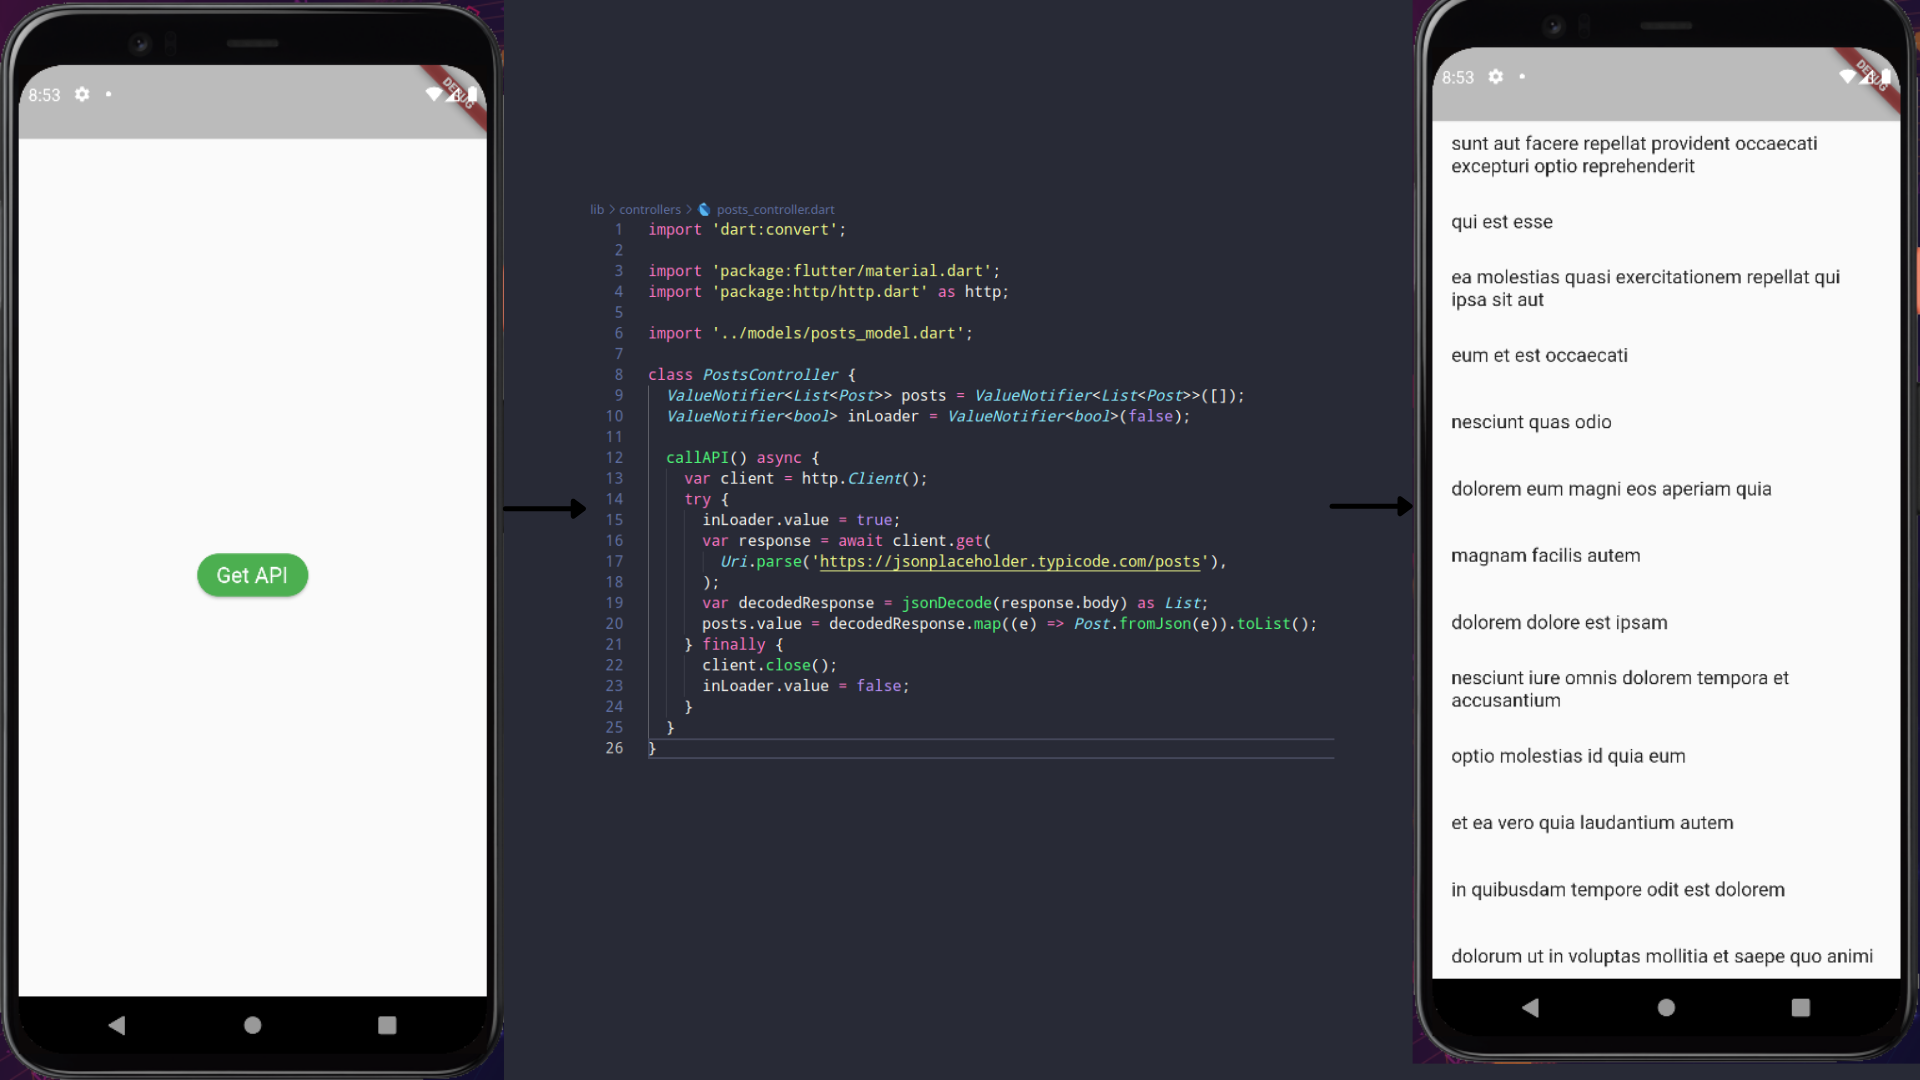 8:53
DEBUG
Get API
lib > controllers > posts_controller.dart
1 import 'dart:convert';
2
3 import 'package:flutter/material.dart';
4 import 'package:http/http.dart' as http;
5
6 import '../models/posts_model.dart';
7
8 class PostsController {
9 ValueNotifier<List<Post>> posts = ValueNotifier<List<Post>>([]);
10 ValueNotifier<bool> inLoader = ValueNotifier<bool>(false);
11
12 callAPI() async {
13 var client = http.Client();
14 try {
15 inLoader.value = true;
16 var response = await client.get(
17 Uri.parse('https://jsonplaceholder.typicode.com/posts'),
18 );
19 var decodedResponse = jsonDecode(response.body) as List;
20 posts.value = decodedResponse.map((e) => Post.fromJson(e)).toList();
21 } finally {
22 client.close();
23 inLoader.value = false;
24 }
25 }
26 }
8:53
DEBUG
sunt aut facere repellat provident occaecati
excepturi optio reprehenderit
qui est esse
ea molestias quasi exercitationem repellat qui
ipsa sit aut
eum et est occaecati
nesciunt quas odio
dolorem eum magni eos aperiam quia
magnam facilis autem
dolorem dolore est ipsam
nesciunt iure omnis dolorem tempora et
accusantium
optio molestias id quia eum
et ea vero quia laudantium autem
in quibusdam tempore odit est dolorem
dolorum ut in voluptas mollitia et saepe quo animi